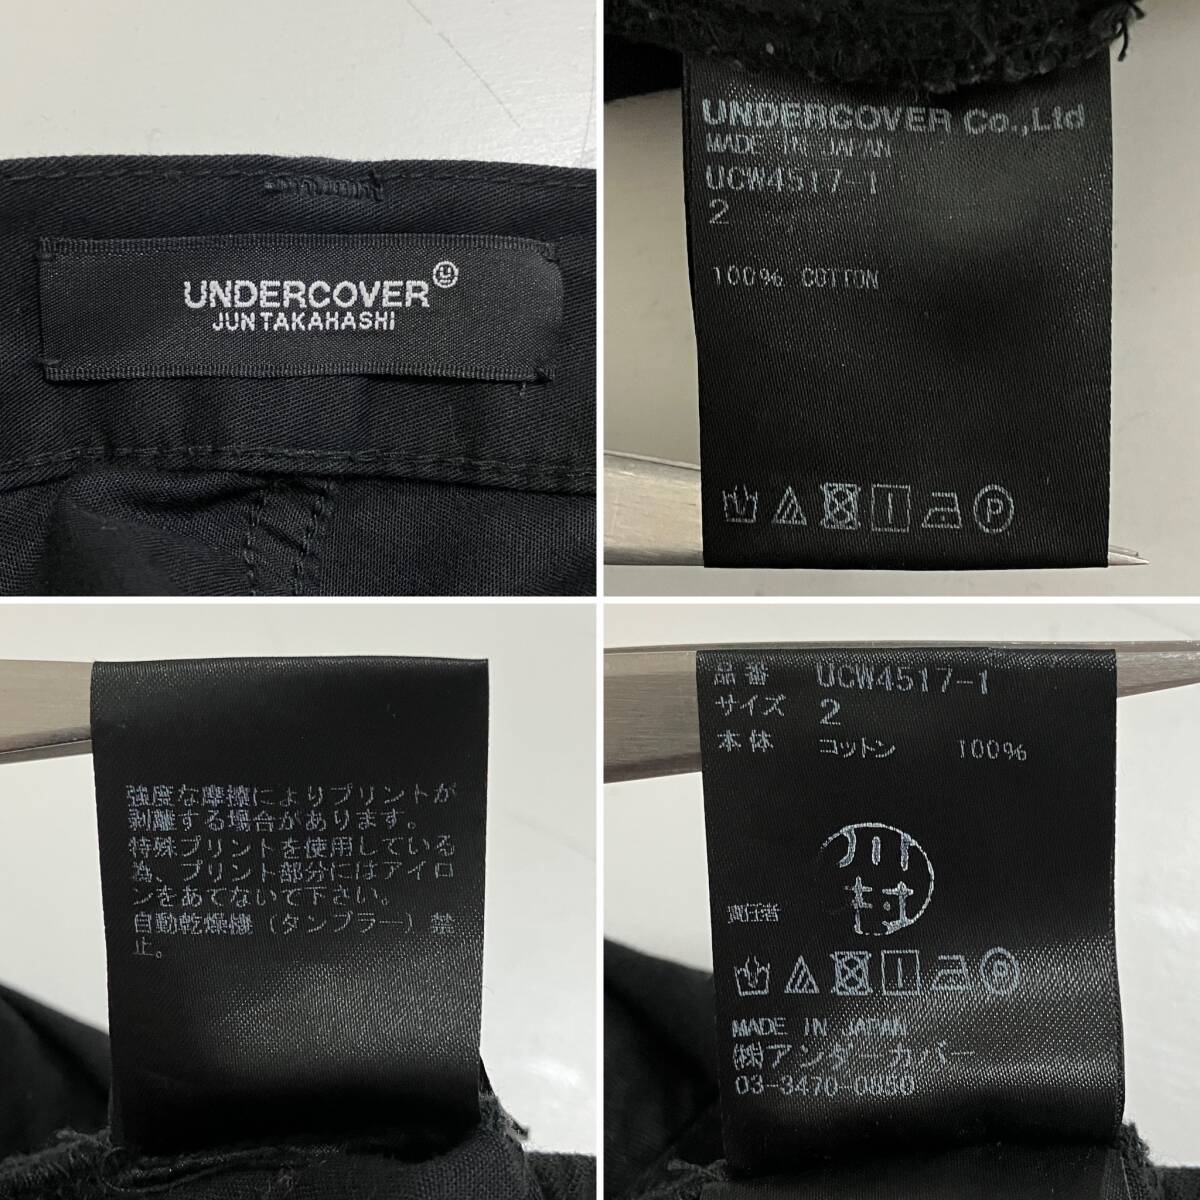 UNDERCOVER
JUN TAKAHASHI
UNDERCOVER Co.,Ltd
MADE IN JAPAN
UCW4517-1
2
100% COTTON
P
強度な摩擦によりプリントが
剥離する場合があります。
特殊プリントを使用している
為、プリント部分にはアイロ
ンをあてないで下さい。
自動乾燥機（タンブラー）禁
止。
品番 UCW4517-1
サイズ 2
本体 コットン 100%
川村
責任者
P
MADE IN JAPAN
㈱アンダーカバー
03-3470-0850